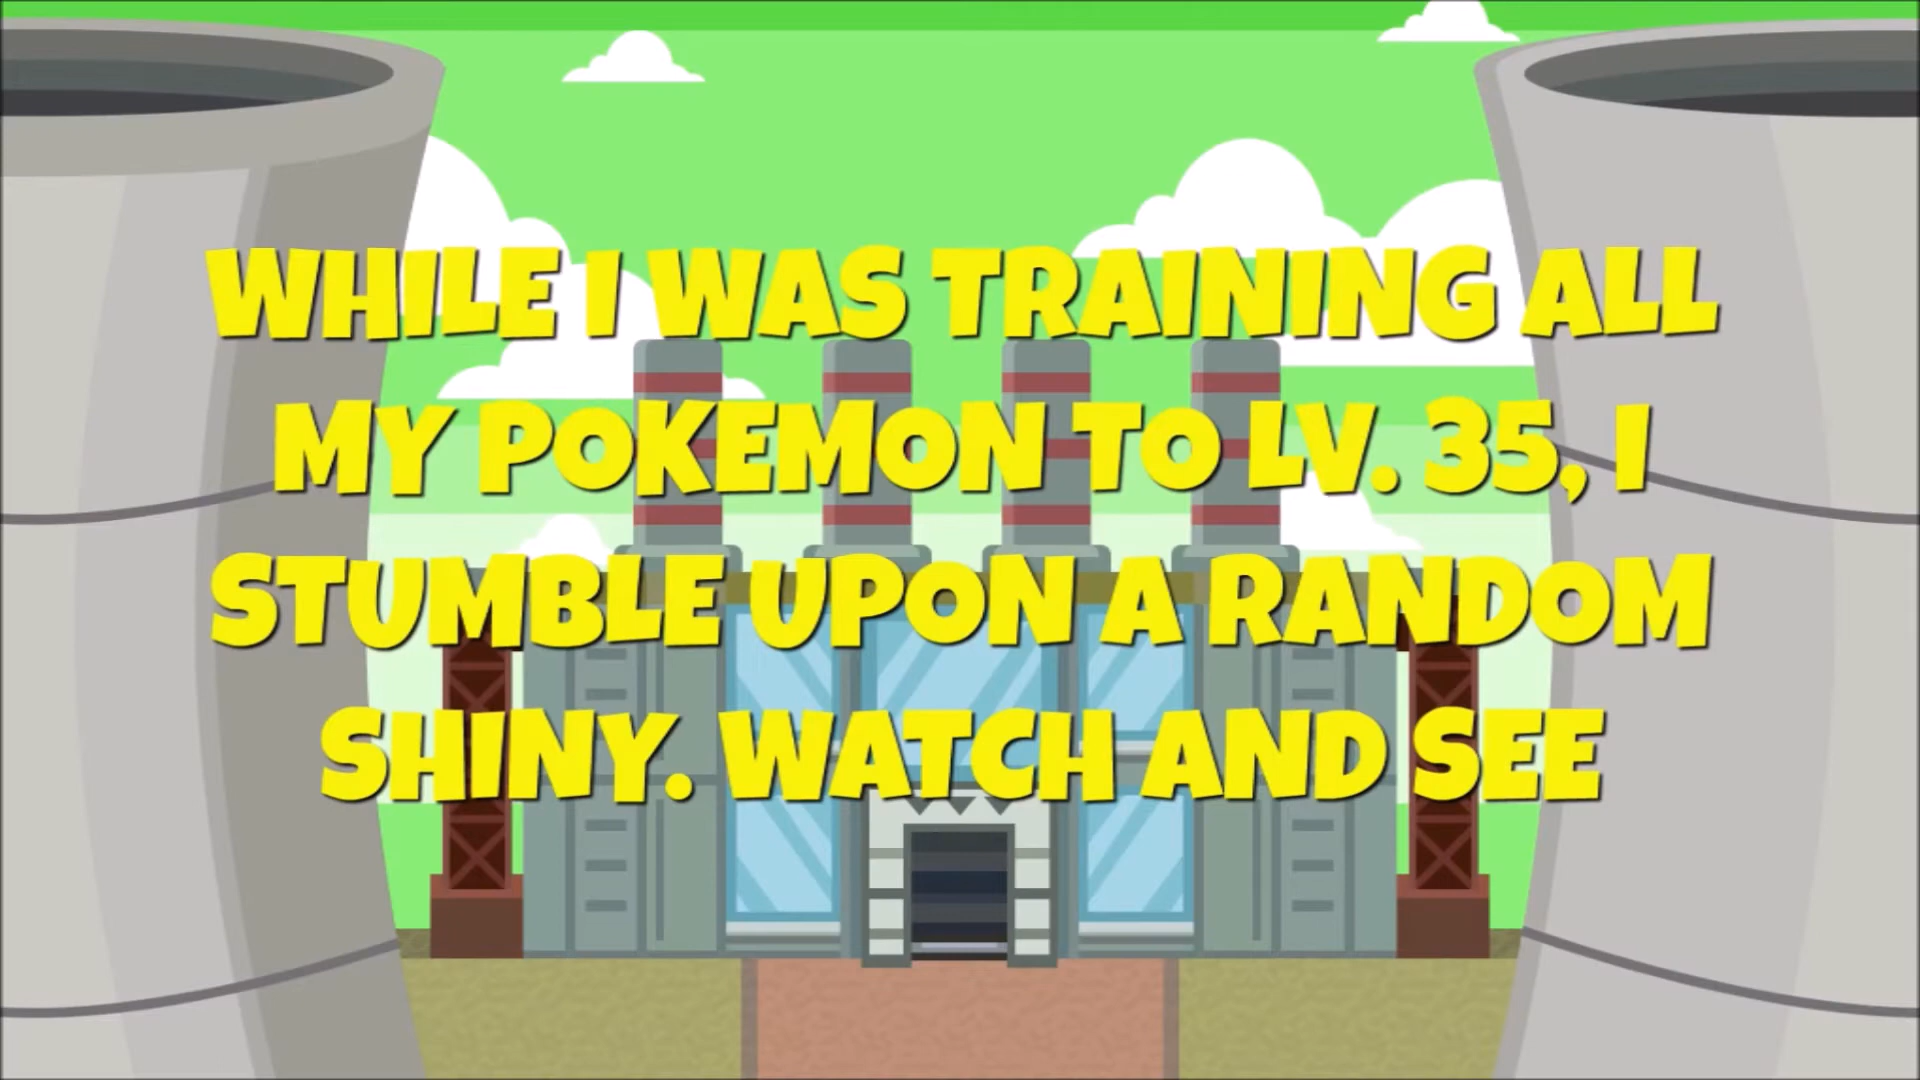 WHILE I WAS TRAINING ALL
MY POKEMON TO LV. 35, I
STUMBLE UPON A RANDOM
SHINY. WATCH AND SEE